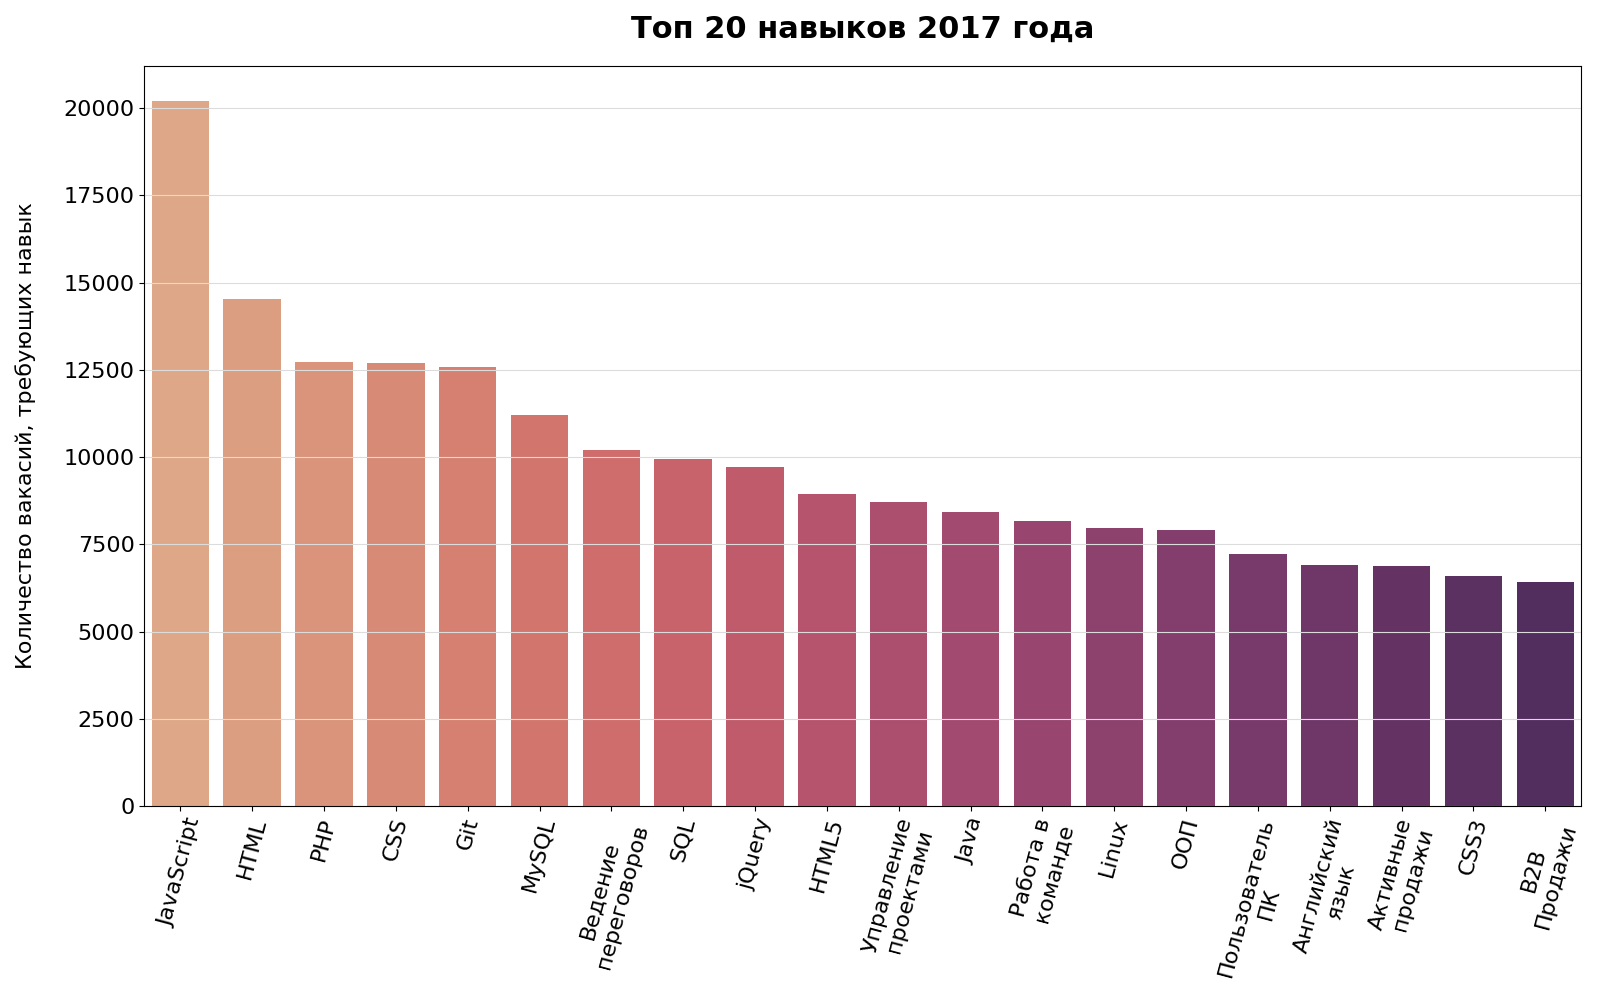 Топ 20 навыков 2017 года
Количество вакасий, требующих навык
20000
17500
15000
12500
10000
7500
5000
2500
0
JavaScript
HTML
PHP
CSS
Git
MySQL
Ведение
переговоров
SQL
jQuery
HTML5
Управление
проектами
Java
Работа в
команде
Linux
ООП
Пользователь
ПК
Английский
язык
Активные
продажи
CSS3
B2B
Продажи